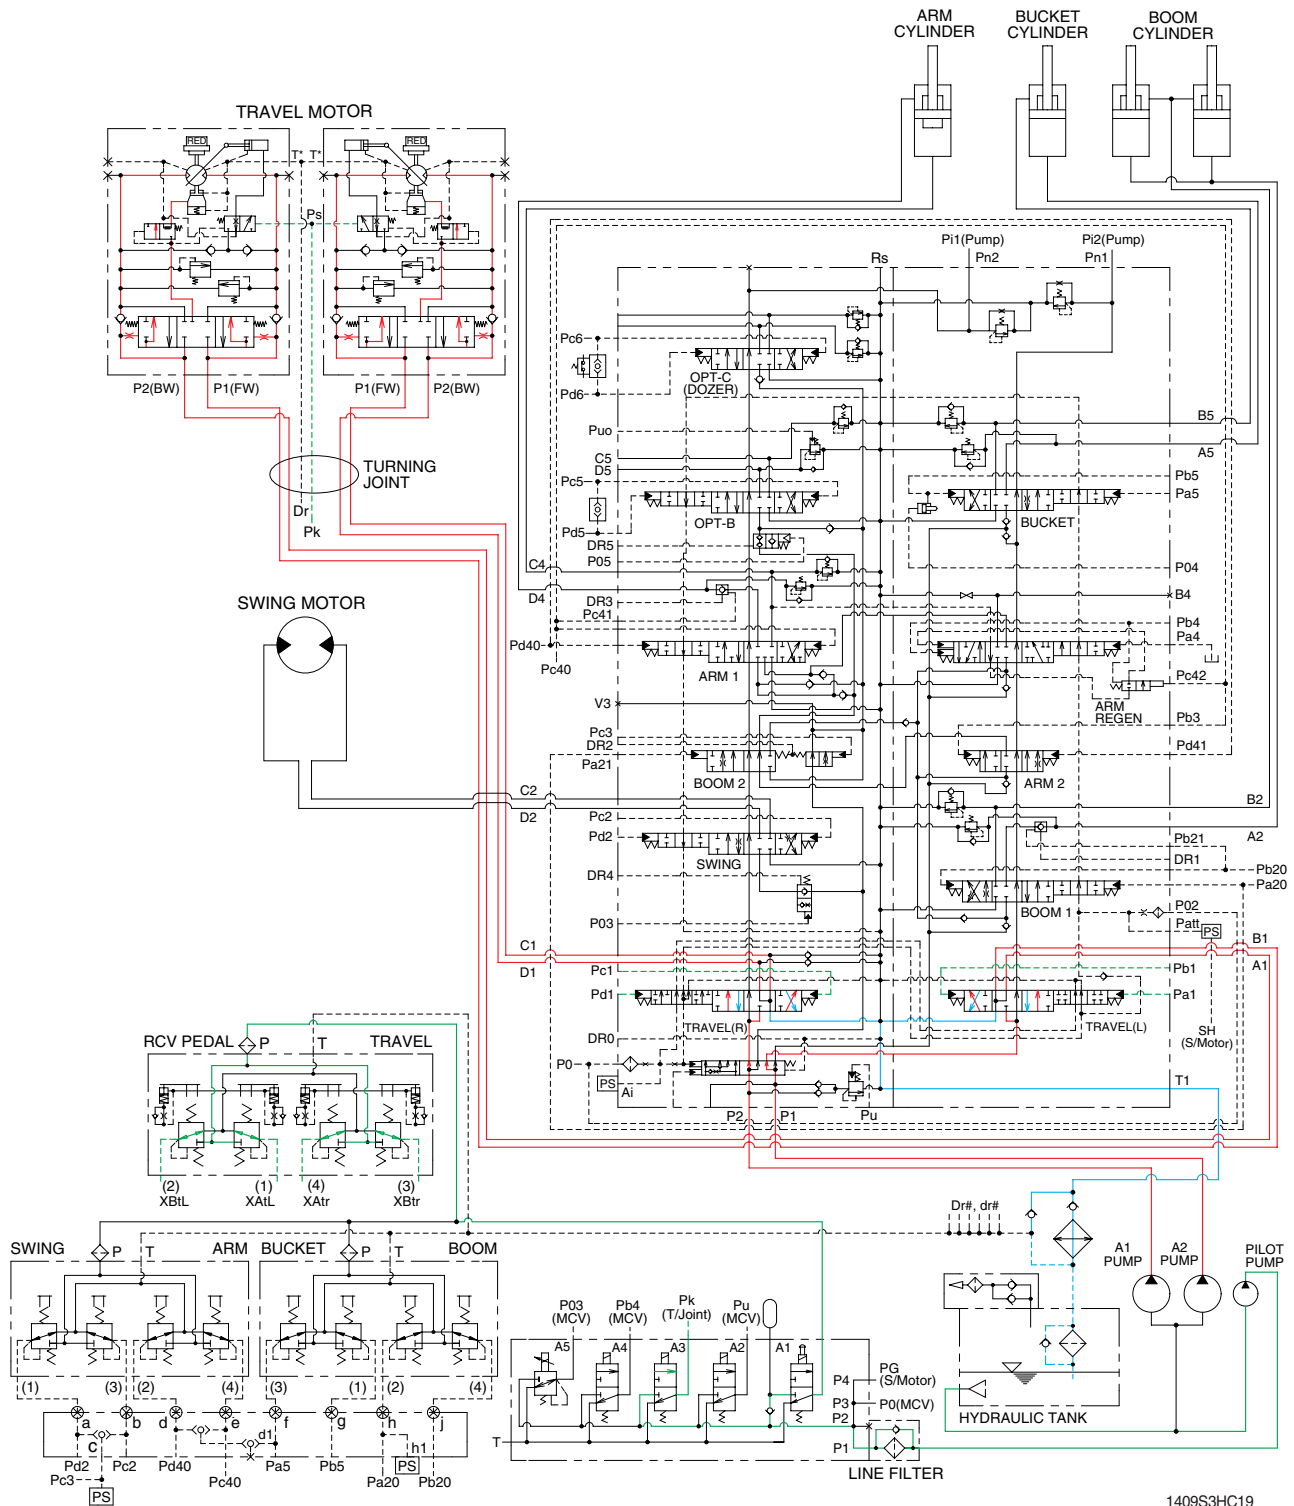 ARM
CYLINDER
BUCKET
CYLINDER
BOOM
CYLINDER
TRAVEL MOTOR
RED
RED
T* T*
Ps
P2(BW)
P1(FW)
P1(FW)
P2(BW)
TURNING
JOINT
Dr
Pk
SWING MOTOR
Rs
Pi1(Pump)
Pn2
Pi2(Pump)
Pn1
Pc6
OPT-C
(DOZER)
Pd6
Puo
C5
D5
Pc5
OPT-B
Pd5
DR5
P05
C4
D4
DR3
Pc41
Pd40
Pc40
ARM 1
V3
Pc3
DR2
Pa21
BOOM 2
C2
D2
Pc2
Pd2
SWING
DR4
P03
C1
D1
Pc1
Pd1
TRAVEL(R)
DR0
P0
PS
Ai
P2
P1
Pu
B5
A5
Pb5
Pa5
BUCKET
P04
B4
Pb4
Pa4
Pc42
ARM
REGEN
Pb3
Pd41
ARM 2
B2
A2
Pb21
DR1
Pb20
Pa20
BOOM 1
P02
Patt
PS
B1
A1
Pb1
Pa1
TRAVEL(L)
SH
(S/Motor)
T1
RCV PEDAL
P
T
TRAVEL
(2)
XBtL
(1)
XAtL
(4)
XAtr
(3)
XBtr
SWING
P
T
ARM
BUCKET
P
T
BOOM
(1)
(3)
(2)
(4)
(3)
(1)
(2)
(4)
a
b
d
e
f
g
h
j
c
d1
h1
Pd2
Pc2
Pd40
Pa5
Pb5
PS
Pc3
Pc40
Pa20
Pb20
PS
P03
(MCV)
Pb4
(MCV)
Pk
(T/Joint)
Pu
(MCV)
A5
A4
A3
A2
A1
T
P4
PG
(S/Motor)
P3
P0(MCV)
P2
P1
LINE FILTER
Dr#, dr#
HYDRAULIC TANK
A1
PUMP
A2
PUMP
PILOT
PUMP
1409S3HC19